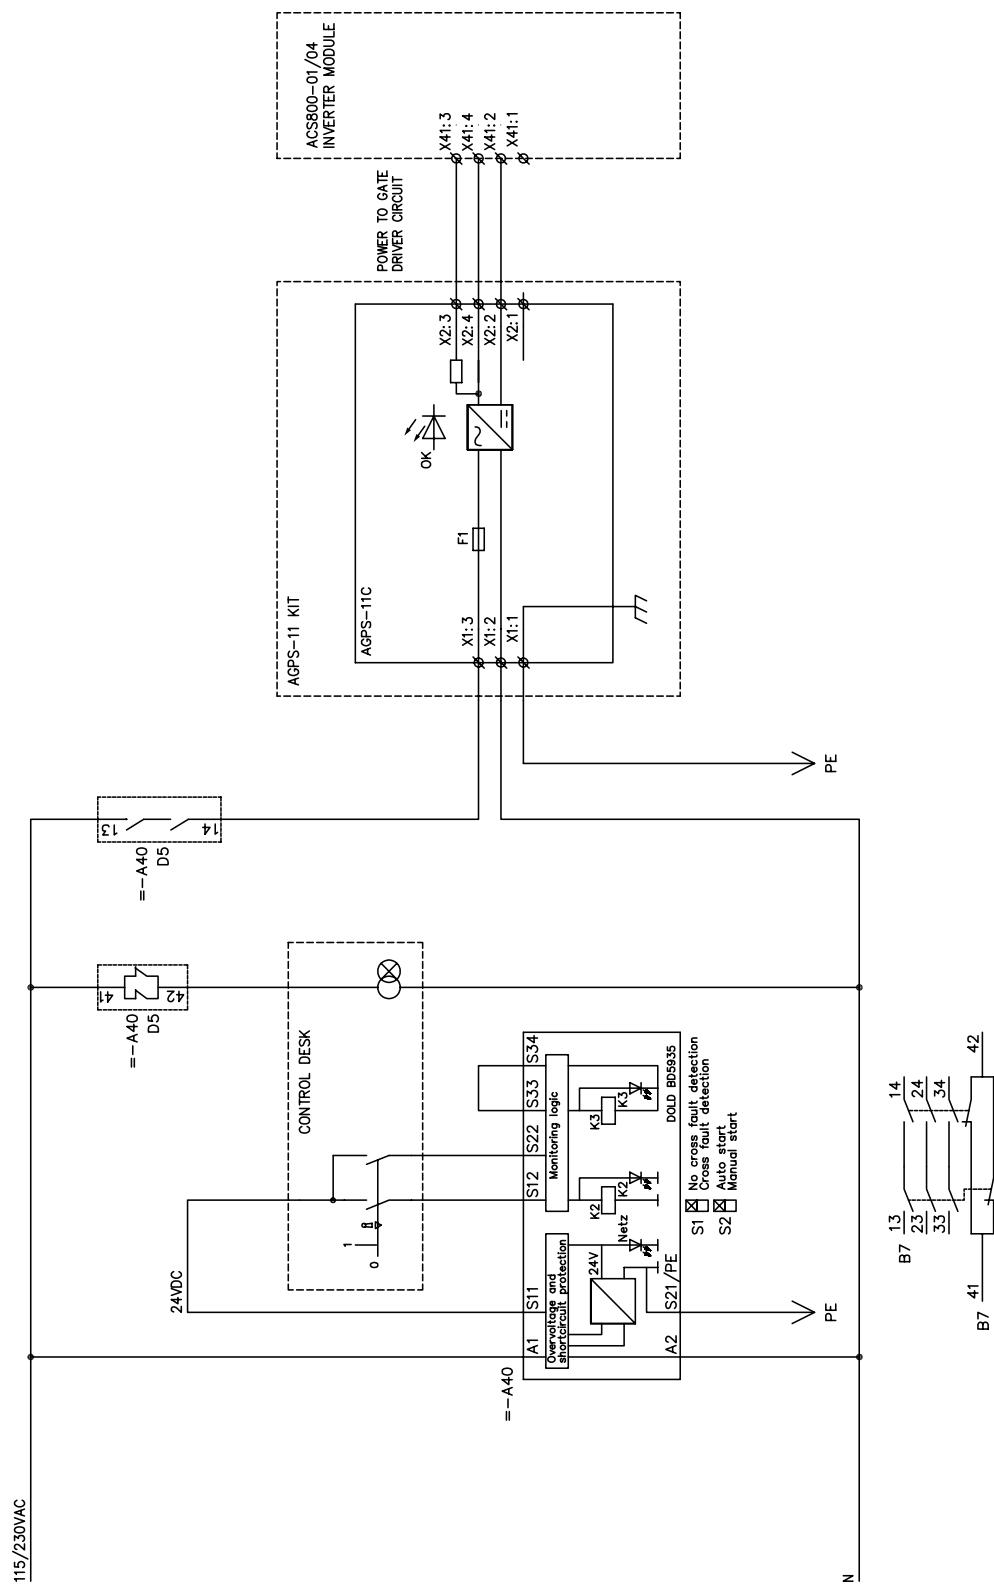 115/230VAC
N
=-A40
A1
S11
S12
S22
S33
S34
Overvoltage and
shortcircuit protection
Monitoring logic
24V
Netz
K2
K2
K3
K3
A2
S21/PE
DOLD BD5935
S1
No cross fault detection
Cross fault detection
S2
Auto start
Manual start
PE
24VDC
CONTROL DESK
0
1
=-A40
D5
41
42
=-A40
D5
13
14
PE
AGPS-11 KIT
AGPS-11C
X1:3
X1:2
X1:1
F1
OK
X2:3
X2:4
X2:2
X2:1
POWER TO GATE
DRIVER CIRCUIT
ACS800-01/04
INVERTER MODULE
X41:3
X41:4
X41:2
X41:1
B7
13
14
23
24
33
34
B7
41
42